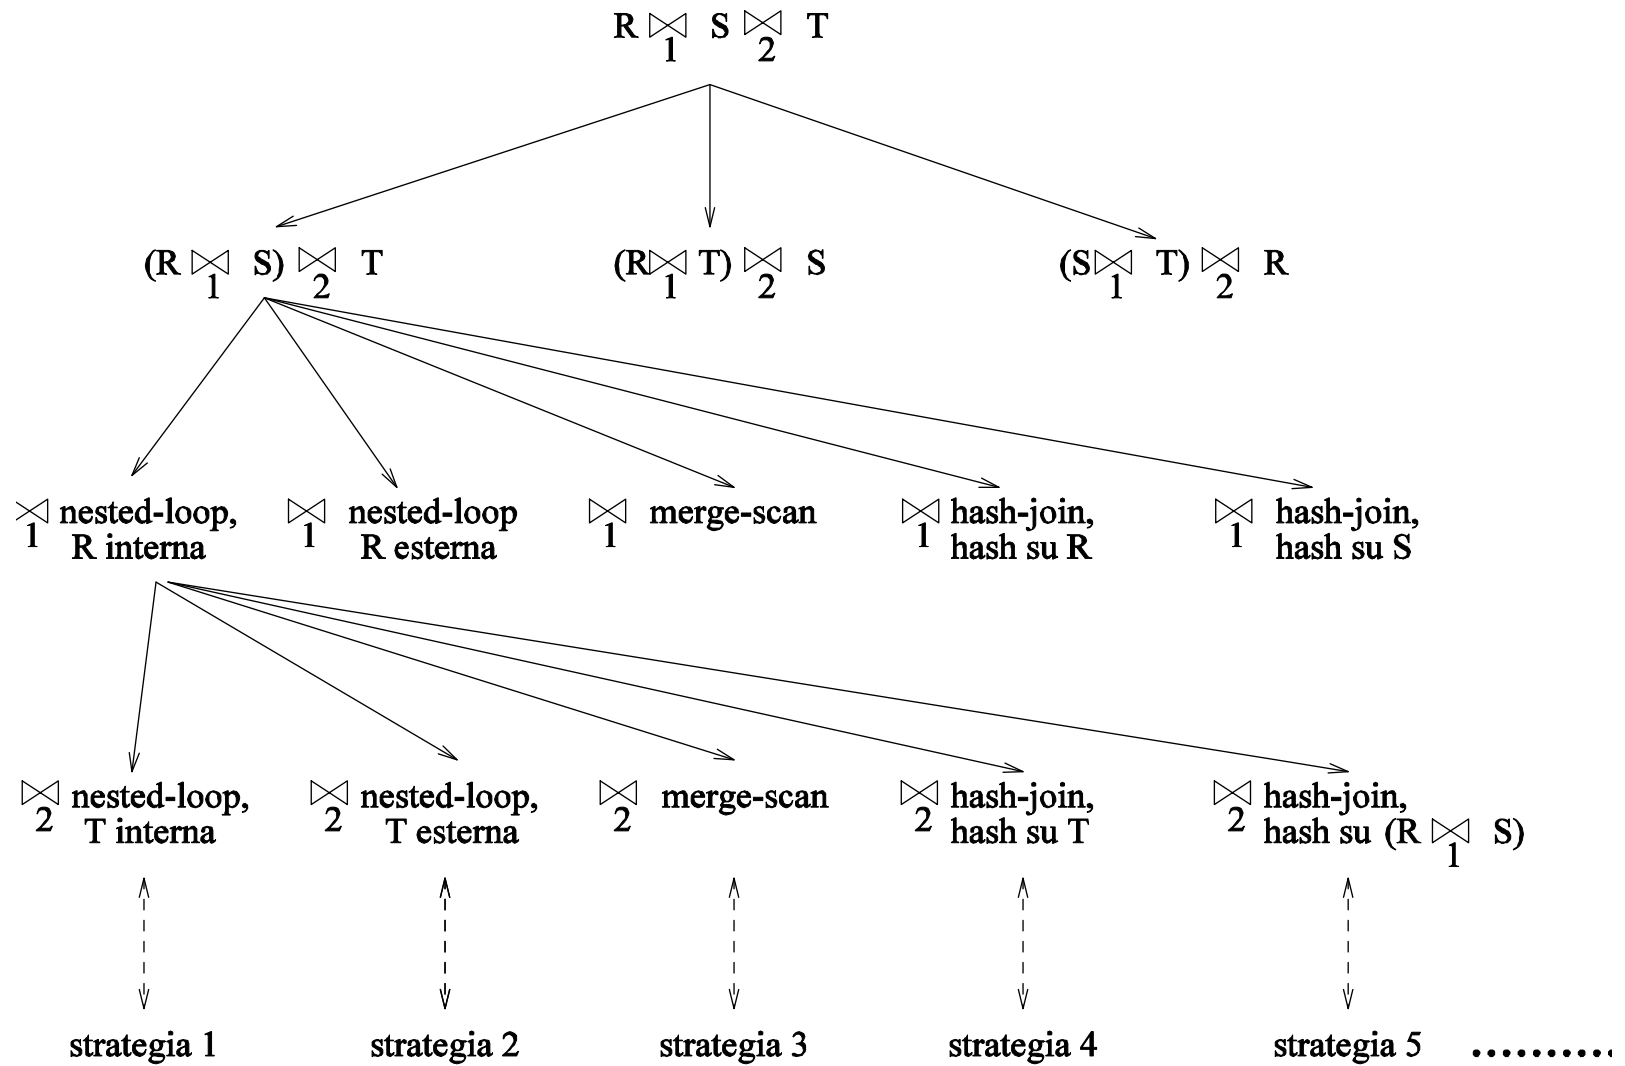 R ⋈ S ⋈ T
1 2
(R ⋈ S) ⋈ T (R ⋈ T) ⋈ S (S ⋈ T) ⋈ R
1 2 1 2 1 2
⋈ nested-loop, ⋈ nested-loop ⋈ merge-scan ⋈ hash-join, ⋈ hash-join,
1 R interna 1 R esterna 1 1 hash su R 1 hash su S
⋈ nested-loop, ⋈ nested-loop, ⋈ merge-scan ⋈ hash-join, ⋈ hash-join,
2 T interna 2 T esterna 2 2 hash su T 2 hash su (R ⋈ S)
1
strategia 1 strategia 2 strategia 3 strategia 4 strategia 5 ..........